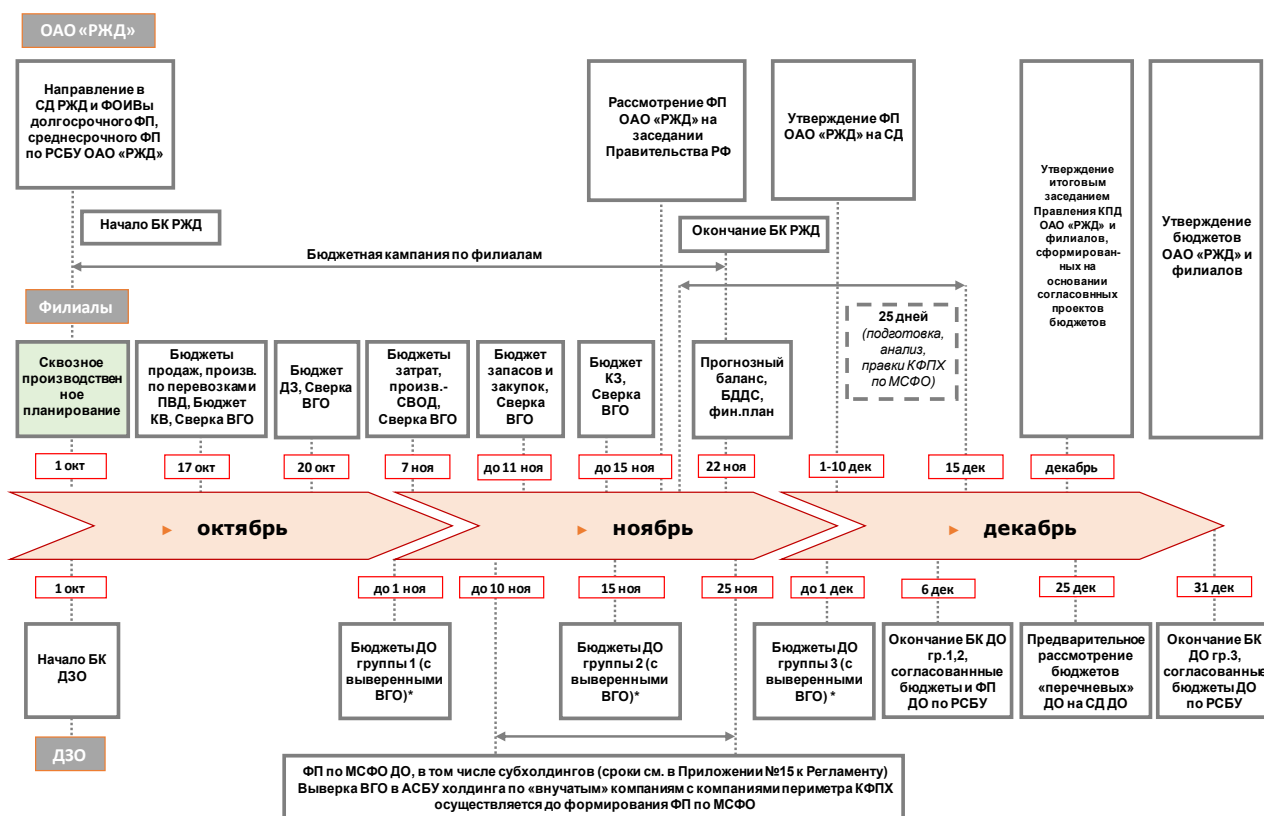 ОАО «РЖД»
Направление в
СД РЖД и ФОИВы
долгосрочного ФП,
среднесрочного ФП
по РСБУ ОАО «РЖД»
Рассмотрение ФП
ОАО «РЖД» на
заседании
Правительства РФ
Утверждение ФП
ОАО «РЖД» на СД
Утверждение
итоговым
заседанием
Правления КПД
ОАО «РЖД» и
филиалов,
сформирован-
ных на
основании
согласовнных
проектов
бюджетов
Утверждение
бюджетов
ОАО «РЖД» и
филиалов
Начало БК РЖД
Окончание БК РЖД
Бюджетная кампания по филиалам
Филиалы
25 дней
(подготовка,
анализ,
правки КФПХ
по МСФО)
Сквозное
производствен
ное
планирование
Бюджеты
продаж, произв.
по перевозками
ПВД, Бюджет
КВ, Сверка ВГО
Бюджет
ДЗ, Сверка
ВГО
Бюджеты
затрат,
произв.-
СВОД,
Сверка ВГО
Бюджет
запасов и
закупок,
Сверка
ВГО
Бюджет
КЗ,
Сверка
ВГО
Прогнозный
баланс,
БДДС,
фин.план
1 окт
17 окт
20 окт
7 ноя
до 11 ноя
до 15 ноя
22 ноя
1-10 дек
15 дек
декабрь
октябрь
ноябрь
декабрь
1 окт
до 1 ноя
до 10 ноя
15 ноя
25 ноя
до 1 дек
6 дек
25 дек
31 дек
Начало БК
ДЗО
Бюджеты ДО
группы 1 (с
выверенными
ВГО)*
Бюджеты ДО
группы 2 (с
выверенными
ВГО)*
Бюджеты ДО
группы 3 (с
выверенными
ВГО) *
Окончание БК ДО
гр.1,2,
согласованные
бюджеты и ФП
ДО по РСБУ
Предварительное
рассмотрение
бюджетов
«перечневых»
ДО на СД ДО
Окончание БК
ДО гр.3,
согласованные
бюджеты ДО
по РСБУ
ДЗО
ФП по МСФО ДО, в том числе субхолдингов (сроки см. в Приложении №15 к Регламенту)
Выверка ВГО в АСБУ холдинга по «внучатым» компаниям с компаниями периметра КФПХ
осуществляется до формирования ФП по МСФО